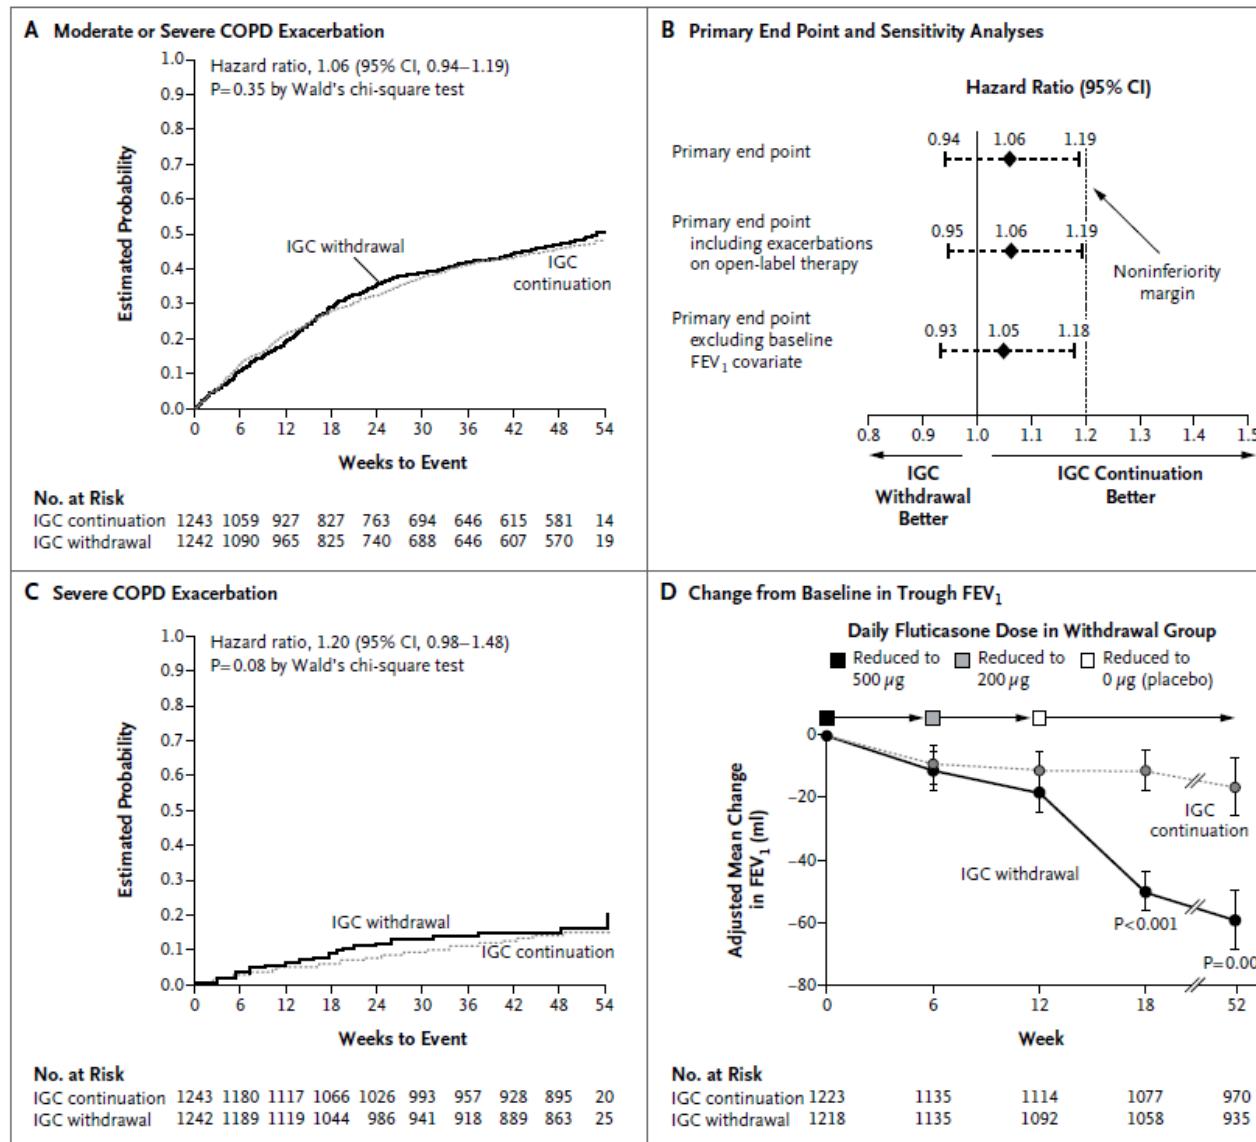 A Moderate or Severe COPD Exacerbation
Hazard ratio, 1.06 (95% CI, 0.94–1.19)
P=0.35 by Wald's chi-square test
1.0
0.9
0.8
0.7
0.6
0.5
0.4
0.3
0.2
0.1
0.0
Estimated Probability
IGC withdrawal
IGC
continuation
0 6 12 18 24 30 36 42 48 54
Weeks to Event
No. at Risk
IGC continuation 1243 1059 927 827 763 694 646 615 581 14
IGC withdrawal 1242 1090 965 825 740 688 646 607 570 19
B Primary End Point and Sensitivity Analyses
Hazard Ratio (95% CI)
Primary end point
0.94 1.06 1.19
Primary end point
including exacerbations
on open-label therapy
0.95 1.06 1.19
Noninferiority
margin
Primary end point
excluding baseline
FEV1 covariate
0.93 1.05 1.18
0.8 0.9 1.0 1.1 1.2 1.3 1.4 1.5
IGC
Withdrawal
Better
IGC Continuation
Better
C Severe COPD Exacerbation
Hazard ratio, 1.20 (95% CI, 0.98–1.48)
P=0.08 by Wald's chi-square test
1.0
0.9
0.8
0.7
0.6
0.5
0.4
0.3
0.2
0.1
0.0
Estimated Probability
IGC withdrawal
IGC continuation
0 6 12 18 24 30 36 42 48 54
Weeks to Event
No. at Risk
IGC continuation 1243 1180 1117 1066 1026 993 957 928 895 20
IGC withdrawal 1242 1189 1119 1044 986 941 918 889 863 25
D Change from Baseline in Trough FEV1
Daily Fluticasone Dose in Withdrawal Group
Reduced to
500 µg
Reduced to
200 µg
Reduced to
0 µg (placebo)
0
−20
−40
−60
−80
Adjusted Mean Change
in FEV1 (ml)
IGC
continuation
IGC withdrawal
P<0.001
P=0.00
0 6 12 18 52
Week
No. at Risk
IGC continuation 1223 1135 1114 1077 970
IGC withdrawal 1218 1135 1092 1058 935